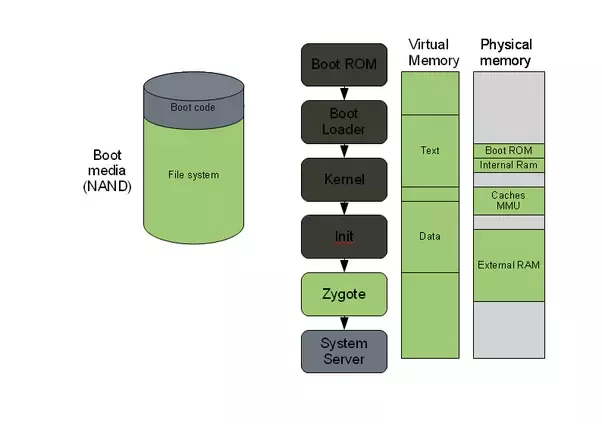 Boot code
File system
Boot
media
(NAND)
Boot ROM
Boot
Loader
Kernel
Init
Zygote
System
Server
Virtual
Memory
Text
Data
Physical
memory
Boot ROM
Internal Ram
Caches
MMU
External RAM